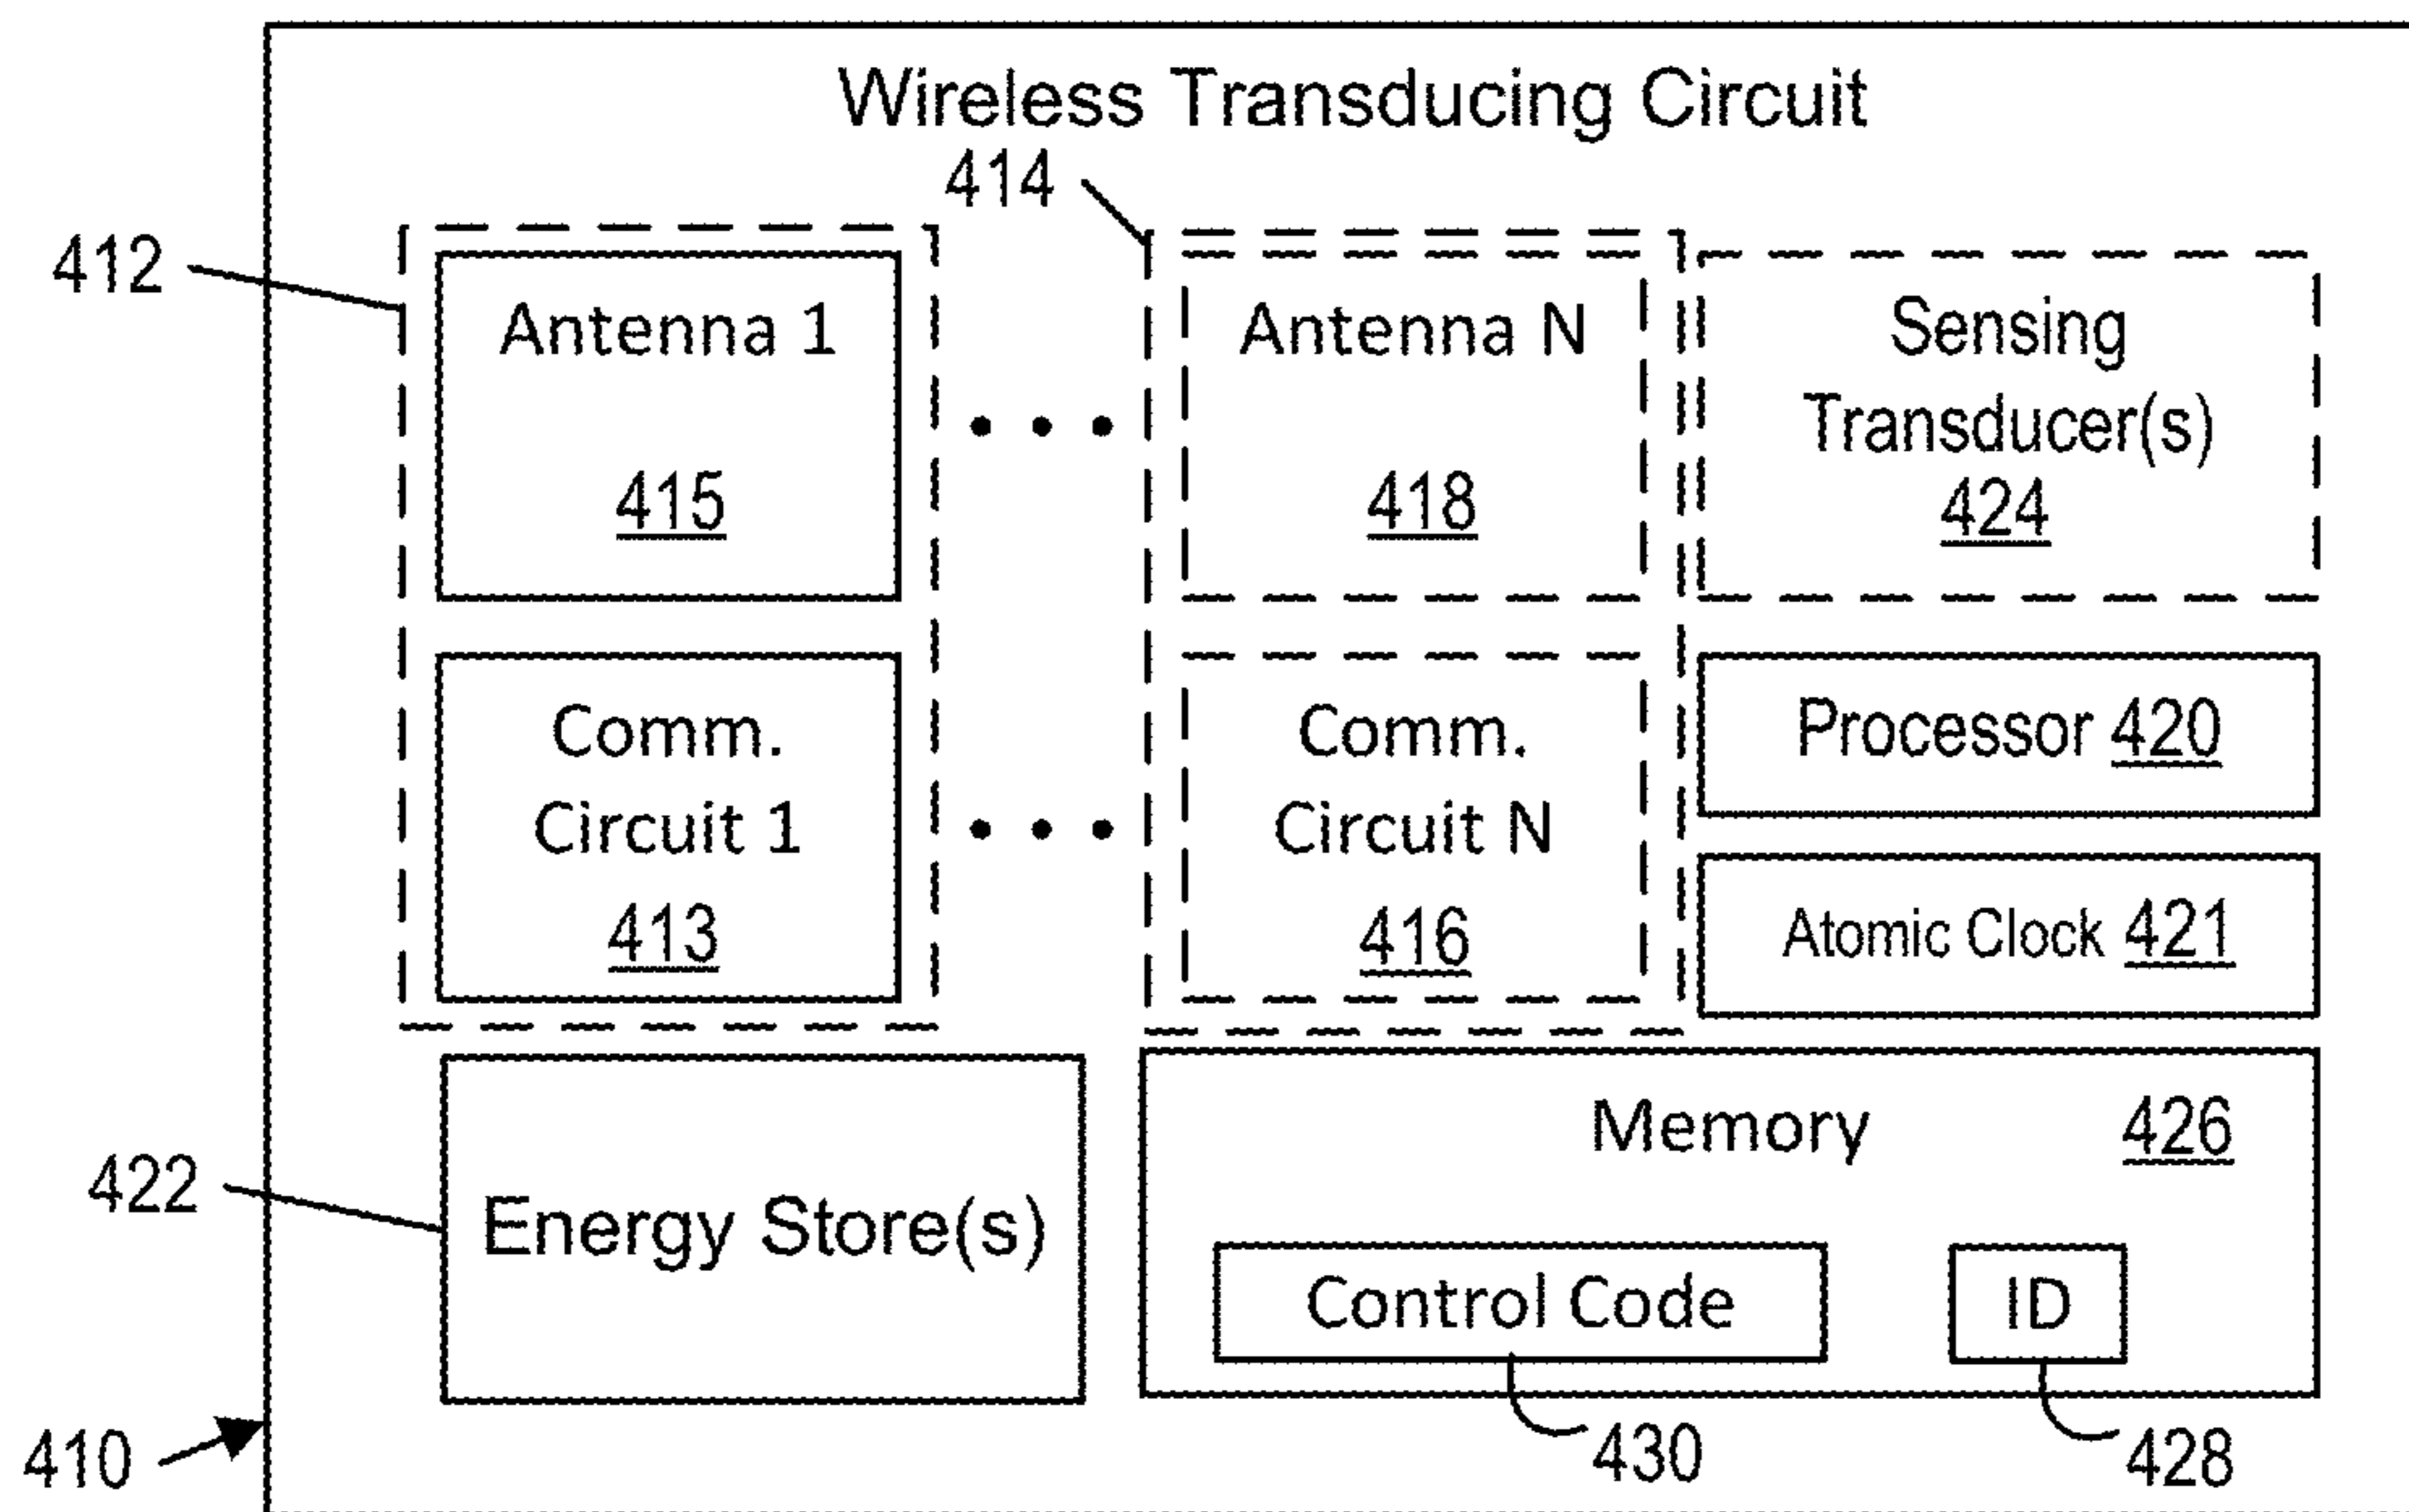 Wireless Transducing Circuit
414
412
Antenna 1
415
Antenna N
418
Sensing
Transducer(s)
424
Comm.
Circuit 1
413
Comm.
Circuit N
416
Processor 420
Atomic Clock 421
422
Energy Store(s)
Memory 426
Control Code
ID
410
430
428